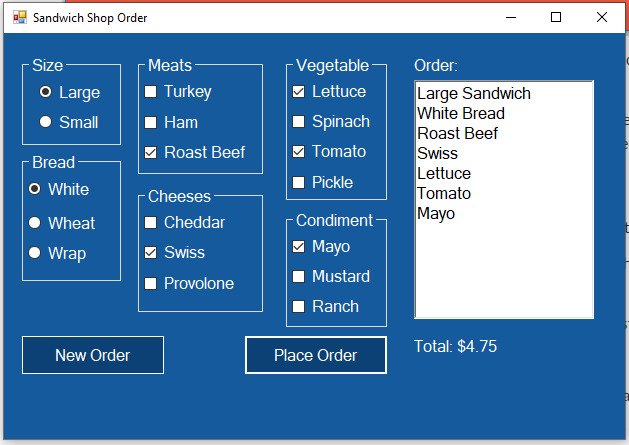 Sandwich Shop Order
Size
Large
Small
Bread
White
Wheat
Wrap
Meats
Turkey
Ham
Roast Beef
Cheeses
Cheddar
Swiss
Provolone
Vegetable
Lettuce
Spinach
Tomato
Pickle
Condiment
Mayo
Mustard
Ranch
Order:
Large Sandwich
White Bread
Roast Beef
Swiss
Lettuce
Tomato
Mayo
New Order
Place Order
Total: $4.75